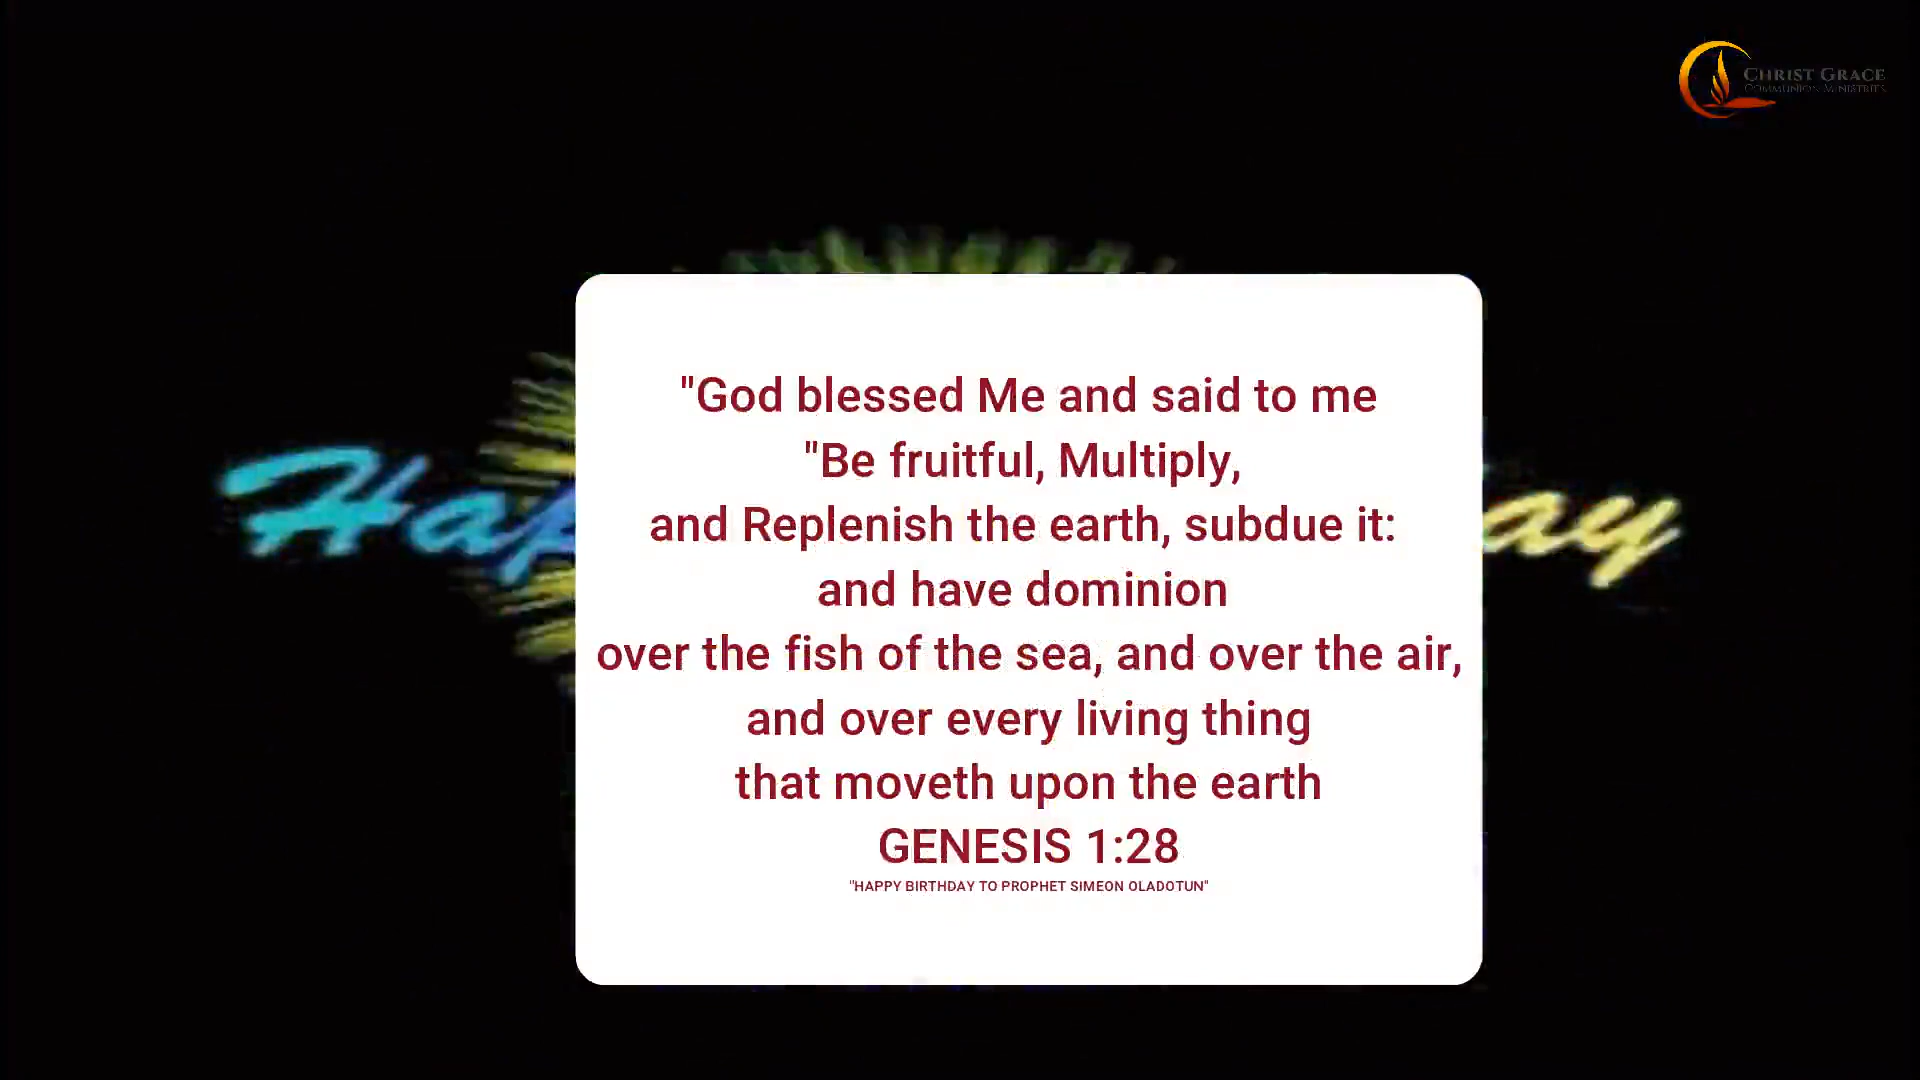 CHRIST GRACE
COMMUNION MINISTRIES
"God blessed Me and said to me
"Be fruitful, Multiply,
and Replenish the earth, subdue it:
and have dominion
over the fish of the sea, and over the air,
and over every living thing
that moveth upon the earth
GENESIS 1:28
"HAPPY BIRTHDAY TO PROPHET SIMEON OLADOTUN"